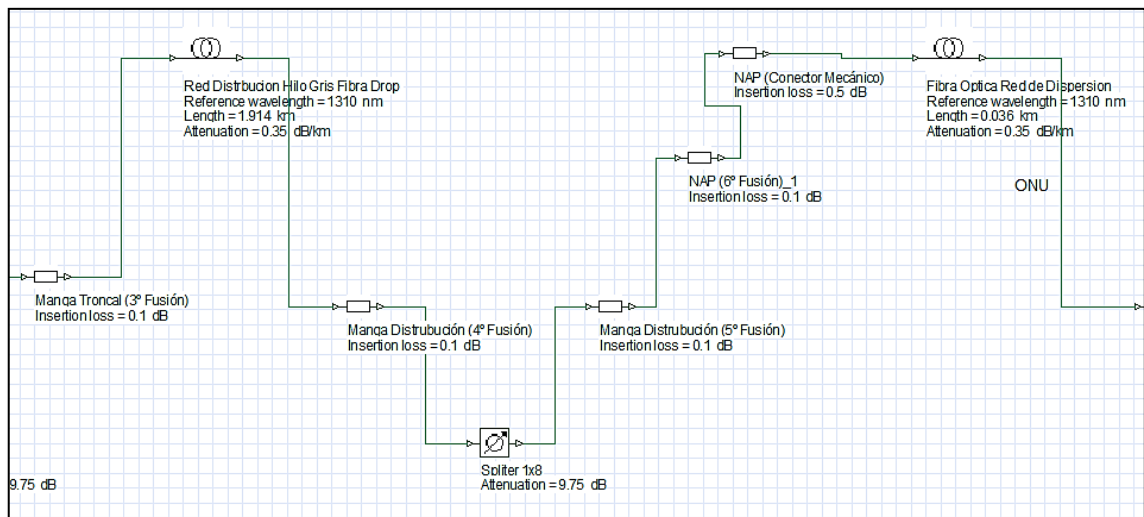 Red Distrbucion Hilo Gris Fibra Drop
Reference wavelength = 1310 nm
Length = 1.914 km
Attenuation = 0.35 dB/km
NAP (Conector Mecánico)
Insertion loss = 0.5 dB
Fibra Optica Red de Dispersion
Reference wavelength = 1310 nm
Length = 0.036 km
Attenuation = 0.35 dB/km
NAP (6º Fusión)_1
Insertion loss = 0.1 dB
ONU
Manga Troncal (3º Fusión)
Insertion loss = 0.1 dB
Manga Distrubución (4º Fusión)
Insertion loss = 0.1 dB
Manga Distrubución (5º Fusión)
Insertion loss = 0.1 dB
Spliter 1x8
Attenuation = 9.75 dB
9.75 dB